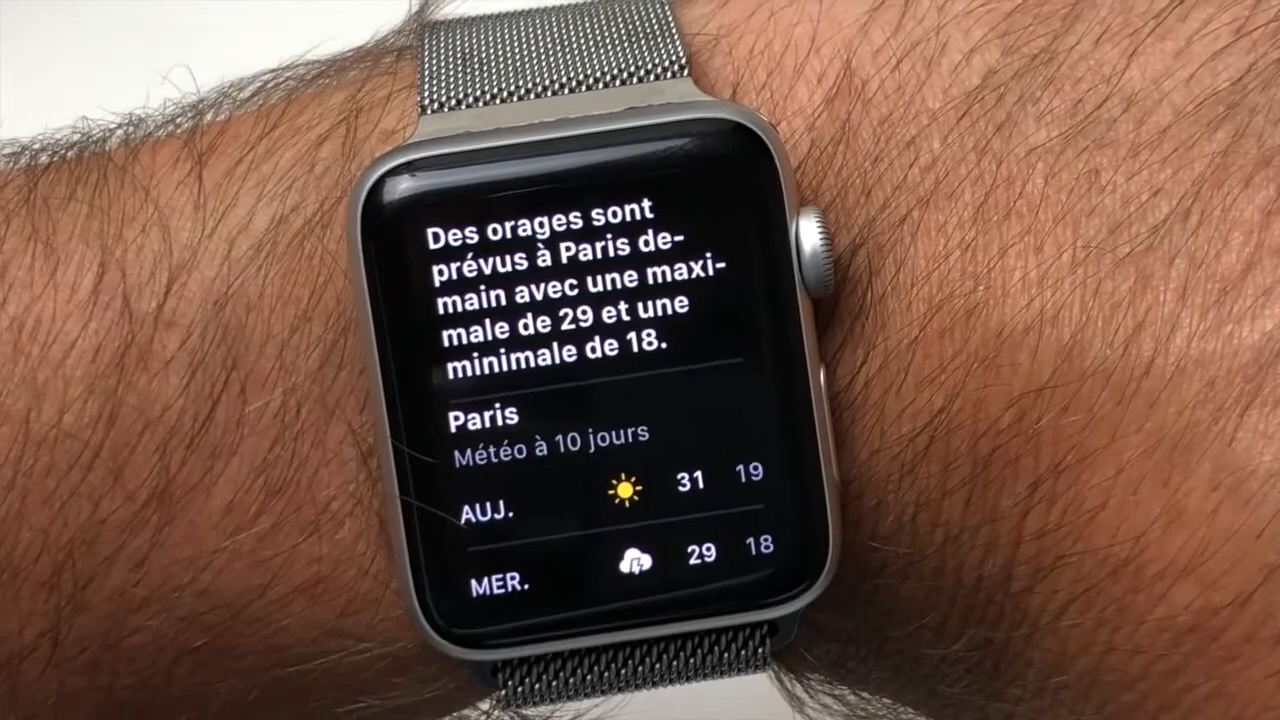 Des orages sont
prévus à Paris de-
main avec une maxi-
male de 29 et une
minimale de 18.
Paris
Météo à 10 jours
AUJ. 31 19
MER. 29 18